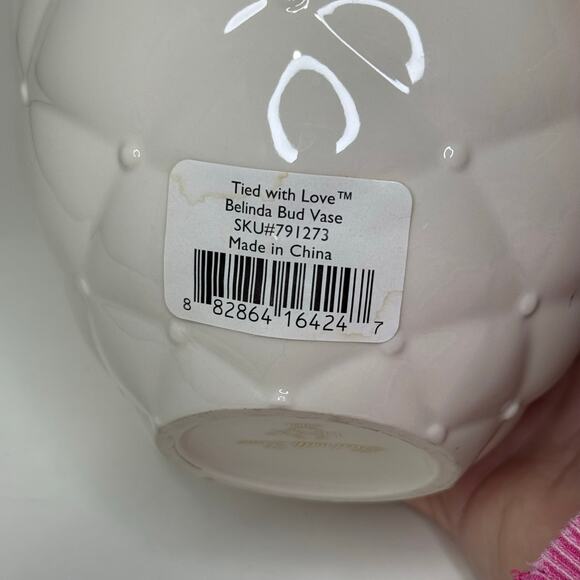 Tied with Love™
Belinda Bud Vase
SKU#791273
Made in China
8 82864 16424 7